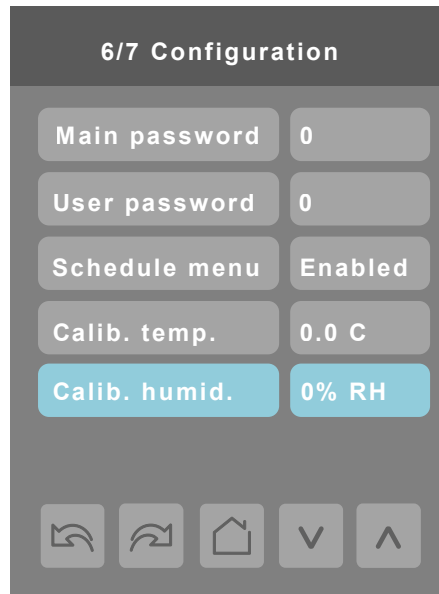 6/7 Configuration
Main password 0
User password 0
Schedule menu Enabled
Calib. temp. 0.0 C
Calib. humid. 0% RH